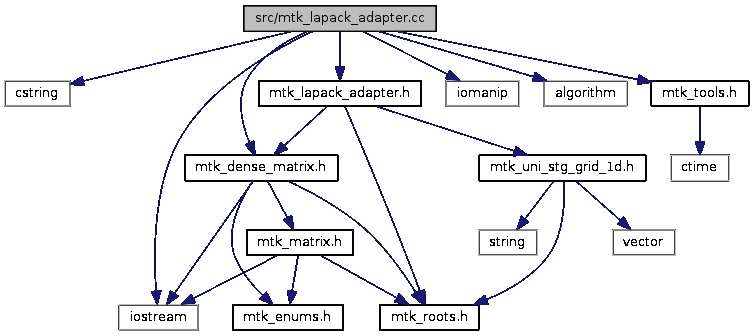 src/mtk_lapack_adapter.cc
cstring
mtk_lapack_adapter.h
iomanip
algorithm
mtk_tools.h
mtk_dense_matrix.h
mtk_uni_stg_grid_1d.h
ctime
mtk_matrix.h
string
vector
iostream
mtk_enums.h
mtk_roots.h